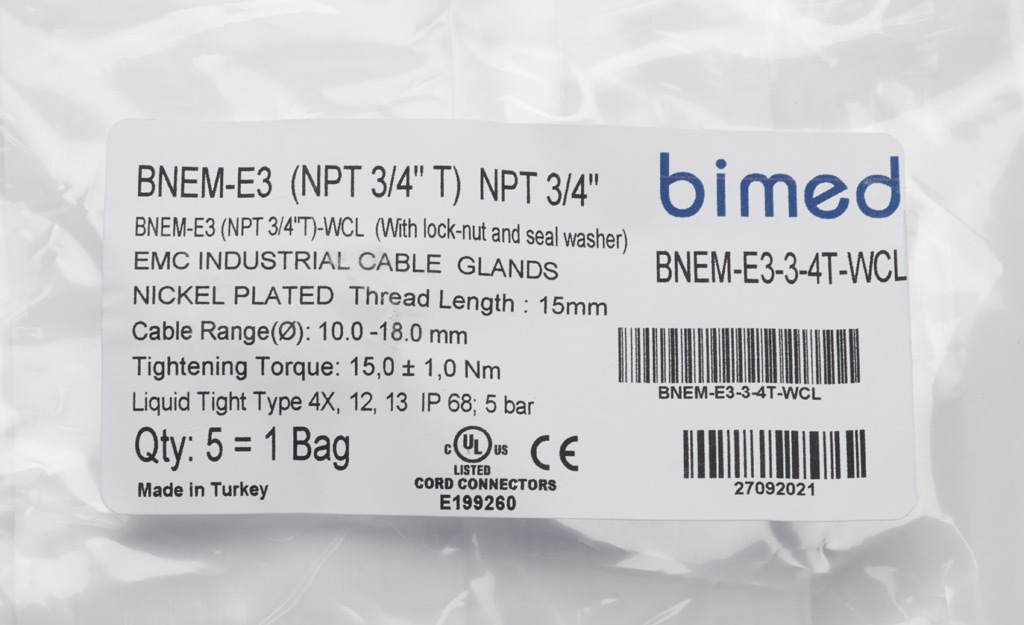 BNEM-E3 (NPT 3/4" T) NPT 3/4"
BNEM-E3 (NPT 3/4"T)-WCL (With lock-nut and seal washer)
EMC INDUSTRIAL CABLE GLANDS
NICKEL PLATED Thread Length : 15mm
Cable Range(Ø): 10.0 -18.0 mm
Tightening Torque: 15,0 ± 1,0 Nm
Liquid Tight Type 4X, 12, 13 IP 68; 5 bar
Qty: 5 = 1 Bag
Made in Turkey
C UL US
LISTED
CORD CONNECTORS
E199260
CE
bimed
BNEM-E3-3-4T-WCL
BNEM-E3-3-4T-WCL
27092021